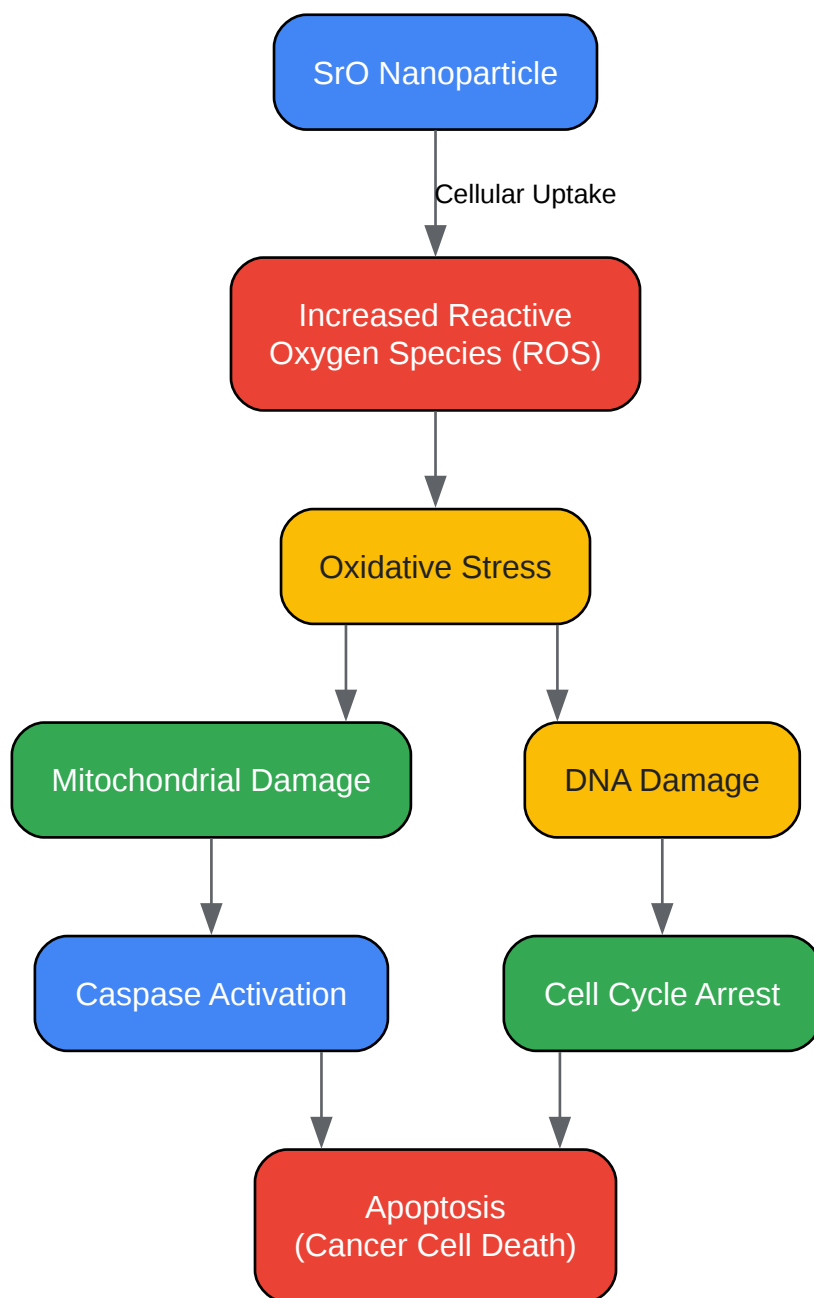 SrO Nanoparticle
Cellular Uptake
Increased Reactive
Oxygen Species (ROS)
Oxidative Stress
Mitochondrial Damage
DNA Damage
Caspase Activation
Cell Cycle Arrest
Apoptosis
(Cancer Cell Death)